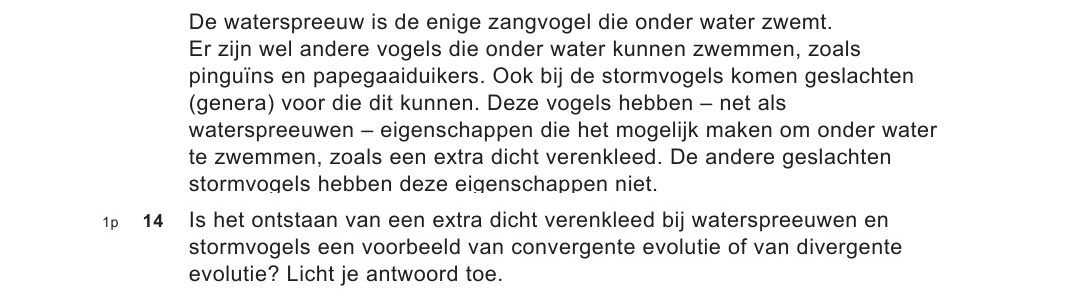 De waterspreeuw is de enige zangvogel die onder water zwemt.
Er zijn wel andere vogels die onder water kunnen zwemmen, zoals
pinguïns en papegaaiduikers. Ook bij de stormvogels komen geslachten
(genera) voor die dit kunnen. Deze vogels hebben – net als
waterspreeuwen – eigenschappen die het mogelijk maken om onder water
te zwemmen, zoals een extra dicht verenkleed. De andere geslachten
stormvogels hebben deze eigenschappen niet.
1p 14 Is het ontstaan van een extra dicht verenkleed bij waterspreeuwen en
stormvogels een voorbeeld van convergente evolutie of van divergente
evolutie? Licht je antwoord toe.